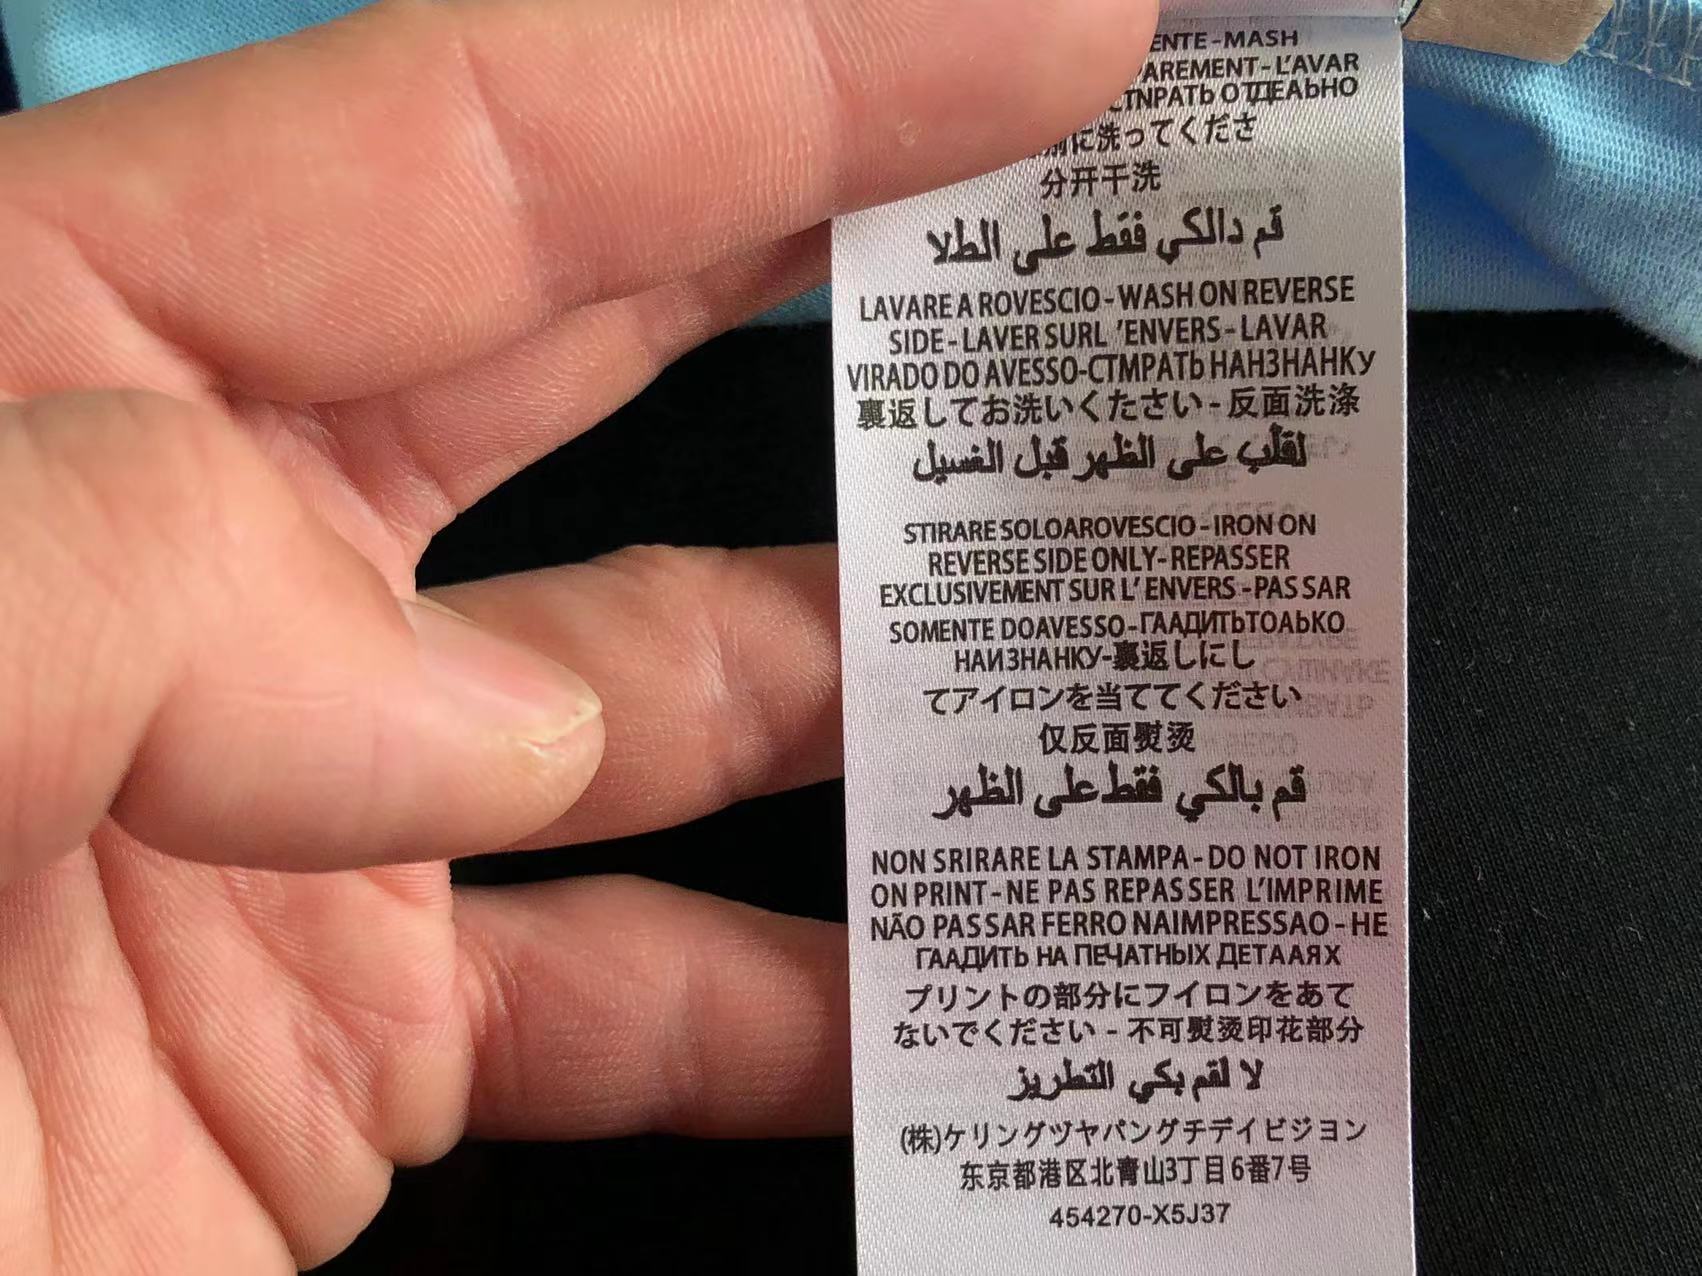 ENTE-MASH
AREMENT-L'AVAR
СТNРАТЬ ОТДЕАЬНО
に洗ってくださ
分开干洗
قم دالكي فقط على الطلا
LAVARE A ROVESCIO-WASH ON REVERSE
SIDE-LAVER SURL 'ENVERS-LAVAR
VIRADO DO AVESSO-СТМРАТЬ НАНЗНАНКУ
裏返してお洗いくたさい-反面洗涤
لقلب على الظهر قبل الغسيل
STIRARE SOLOAROVESCIO-IRON ON
REVERSE SIDE ONLY-REPASSER
EXCLUSIVEMENT SUR L' ENVERS-PASSAR
SOMENTE DOAVESSO-ГААДИТЬТОАЬКО
НАИЗНАНКУ-裏返しにし
てアイロンを当ててください
仅反面熨烫
قم بالكي فقط على الظهر
NON SRIRARE LA STAMPA-DO NOT IRON
ON PRINT-NE PAS REPASSER L'IMPRIME
NÃO PASSAR FERRO NAIMPRESSAO-НЕ
ГААДИТЬ НА ПЕЧАТНЫХ ДЕТААЯХ
プリントの部分にフイロンをあて
ないでください-不可熨烫印花部分
لا لقم بكي التطريز
(株)ケリングヅヤパングチデイビジヨン
东京都港区北青山3丁目6番7号
454270-X5J37